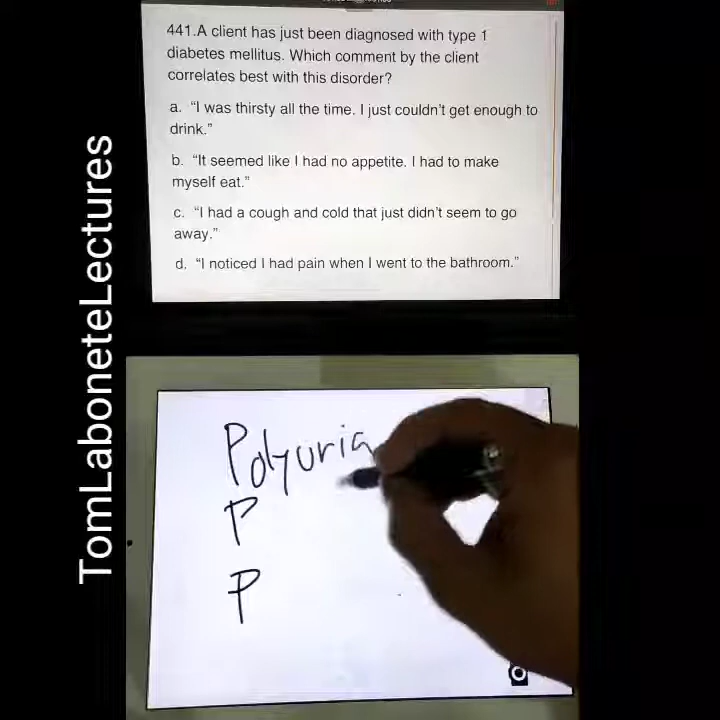 441.A client has just been diagnosed with type 1
diabetes mellitus. Which comment by the client
correlates best with this disorder?
a. “I was thirsty all the time. I just couldn’t get enough to
drink.”
b. “It seemed like I had no appetite. I had to make
myself eat.”
c. “I had a cough and cold that just didn’t seem to go
away.”
d. “I noticed I had pain when I went to the bathroom.”
TomLaboneteLectures
Polyuria
P
P